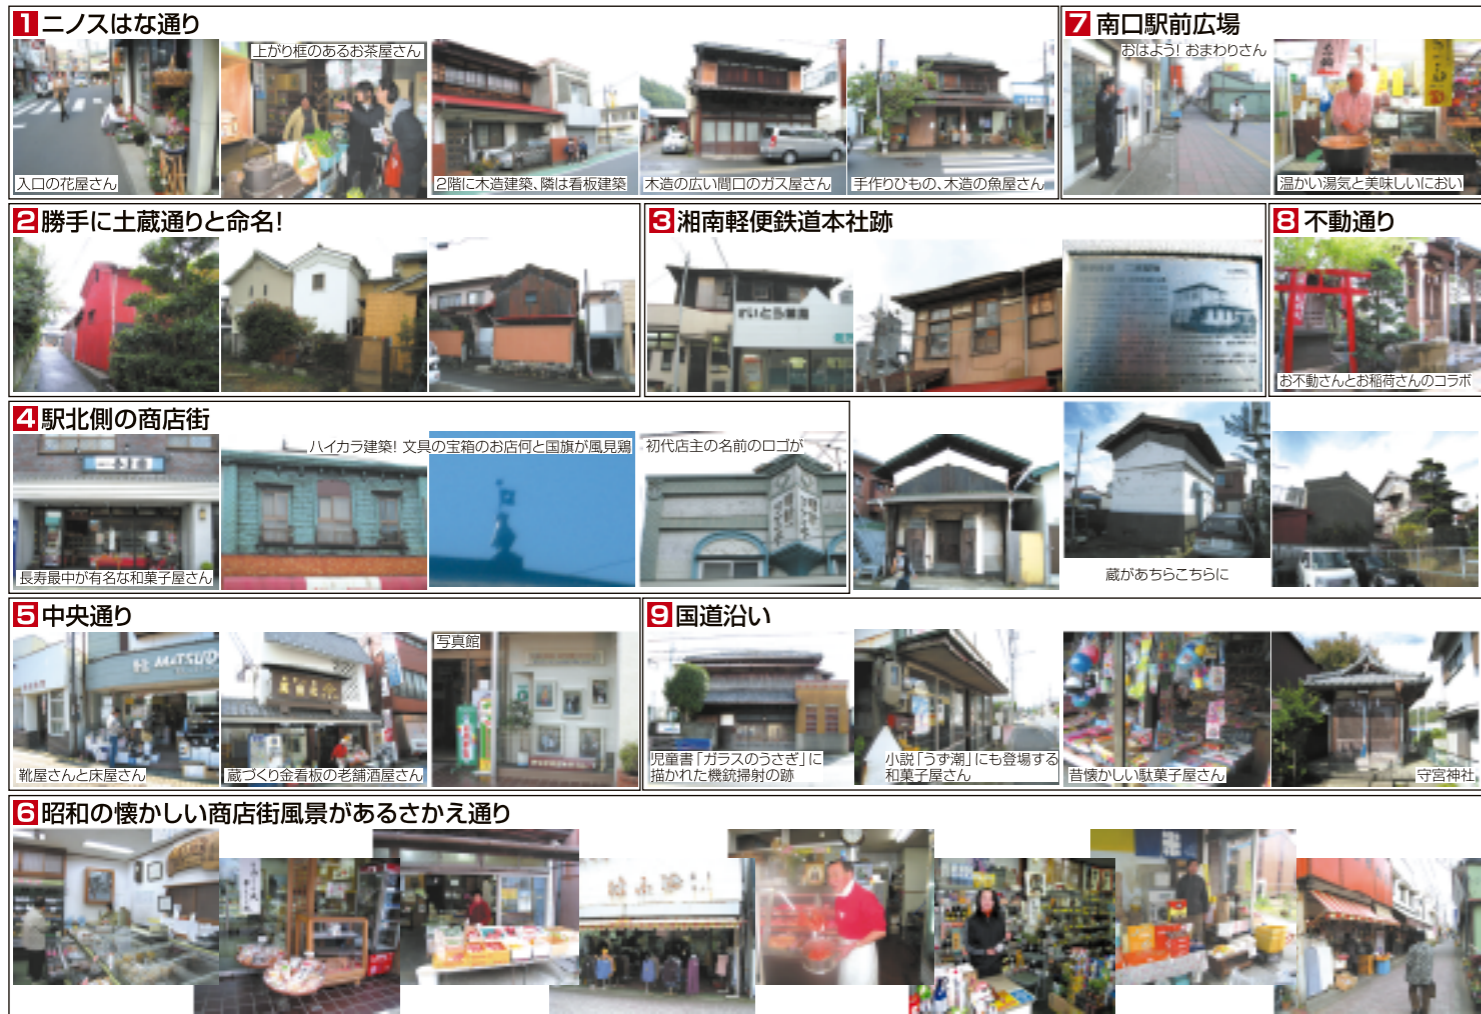 1 ニノスはな通り
入口の花屋さん
上がり框のあるお茶屋さん
2階に木造建築、隣は看板建築
木造の広い間口のガス屋さん
手作りひもの、木造の魚屋さん
7 南口駅前広場
おはよう! おまわりさん
温かい湯気と美味しいにおい
2 勝手に土蔵通りと命名!
3 湘南軽便鉄道本社跡
8 不動通り
お不動さんとお稲荷さんのコラボ
4 駅北側の商店街
長寿最中が有名な和菓子屋さん
ハイカラ建築! 文具の宝箱のお店何と国旗が風見鶏
初代店主の名前のロゴが
蔵があちらこちらに
5 中央通り
靴屋さんと床屋さん
MATSUD
蔵づくり金看板の老舗酒屋さん
写真館
9 国道沿い
児童書「ガラスのうさぎ」に
描かれた機銃掃射の跡
小説「うず潮」にも登場する
和菓子屋さん
昔懐かしい駄菓子屋さん
守宮神社
6 昭和の懐かしい商店街風景があるさかえ通り